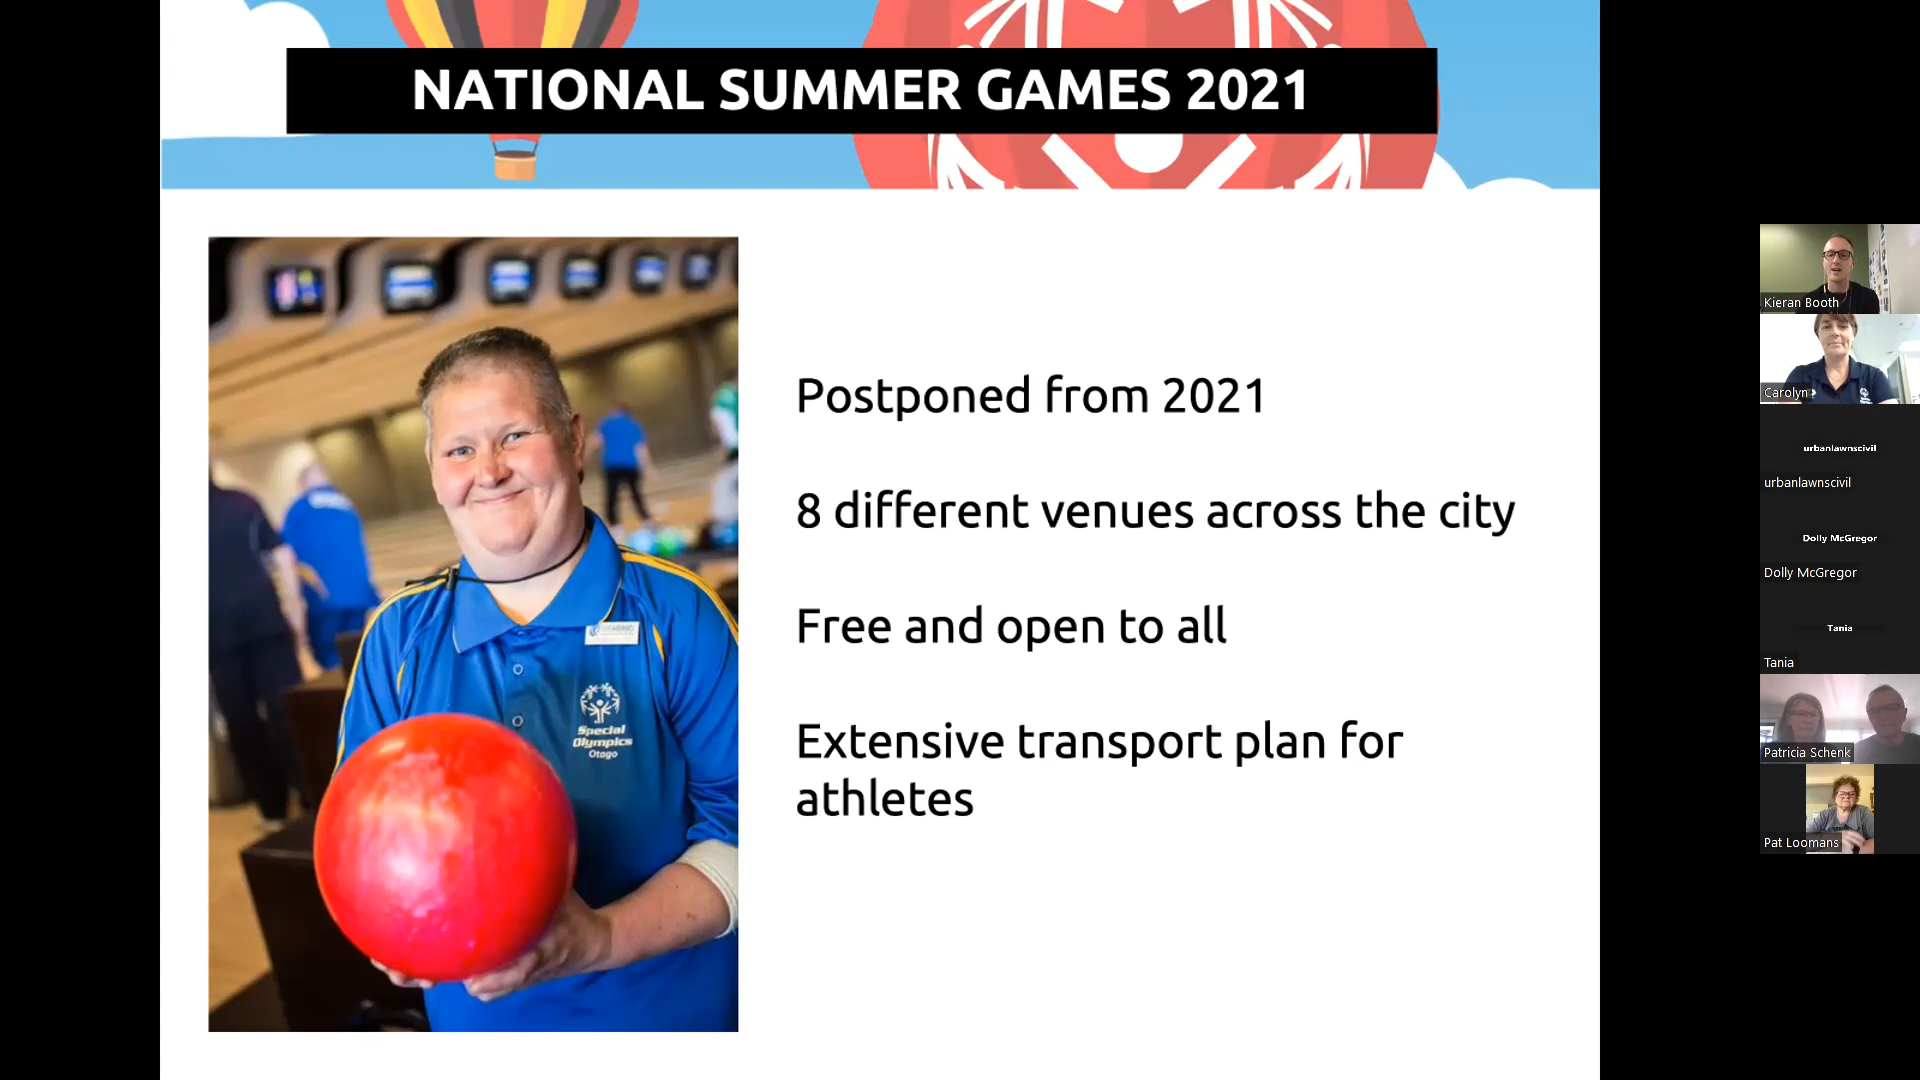 NATIONAL SUMMER GAMES 2021
Postponed from 2021
8 different venues across the city
Free and open to all
Extensive transport plan for
athletes
Special
Olympics
Otago
Kieran Booth
Carolyn
urbanlawnscivil
urbanlawnscivil
Dolly McGregor
Dolly McGregor
Tania
Tania
Patricia Schenk
Pat Loomans